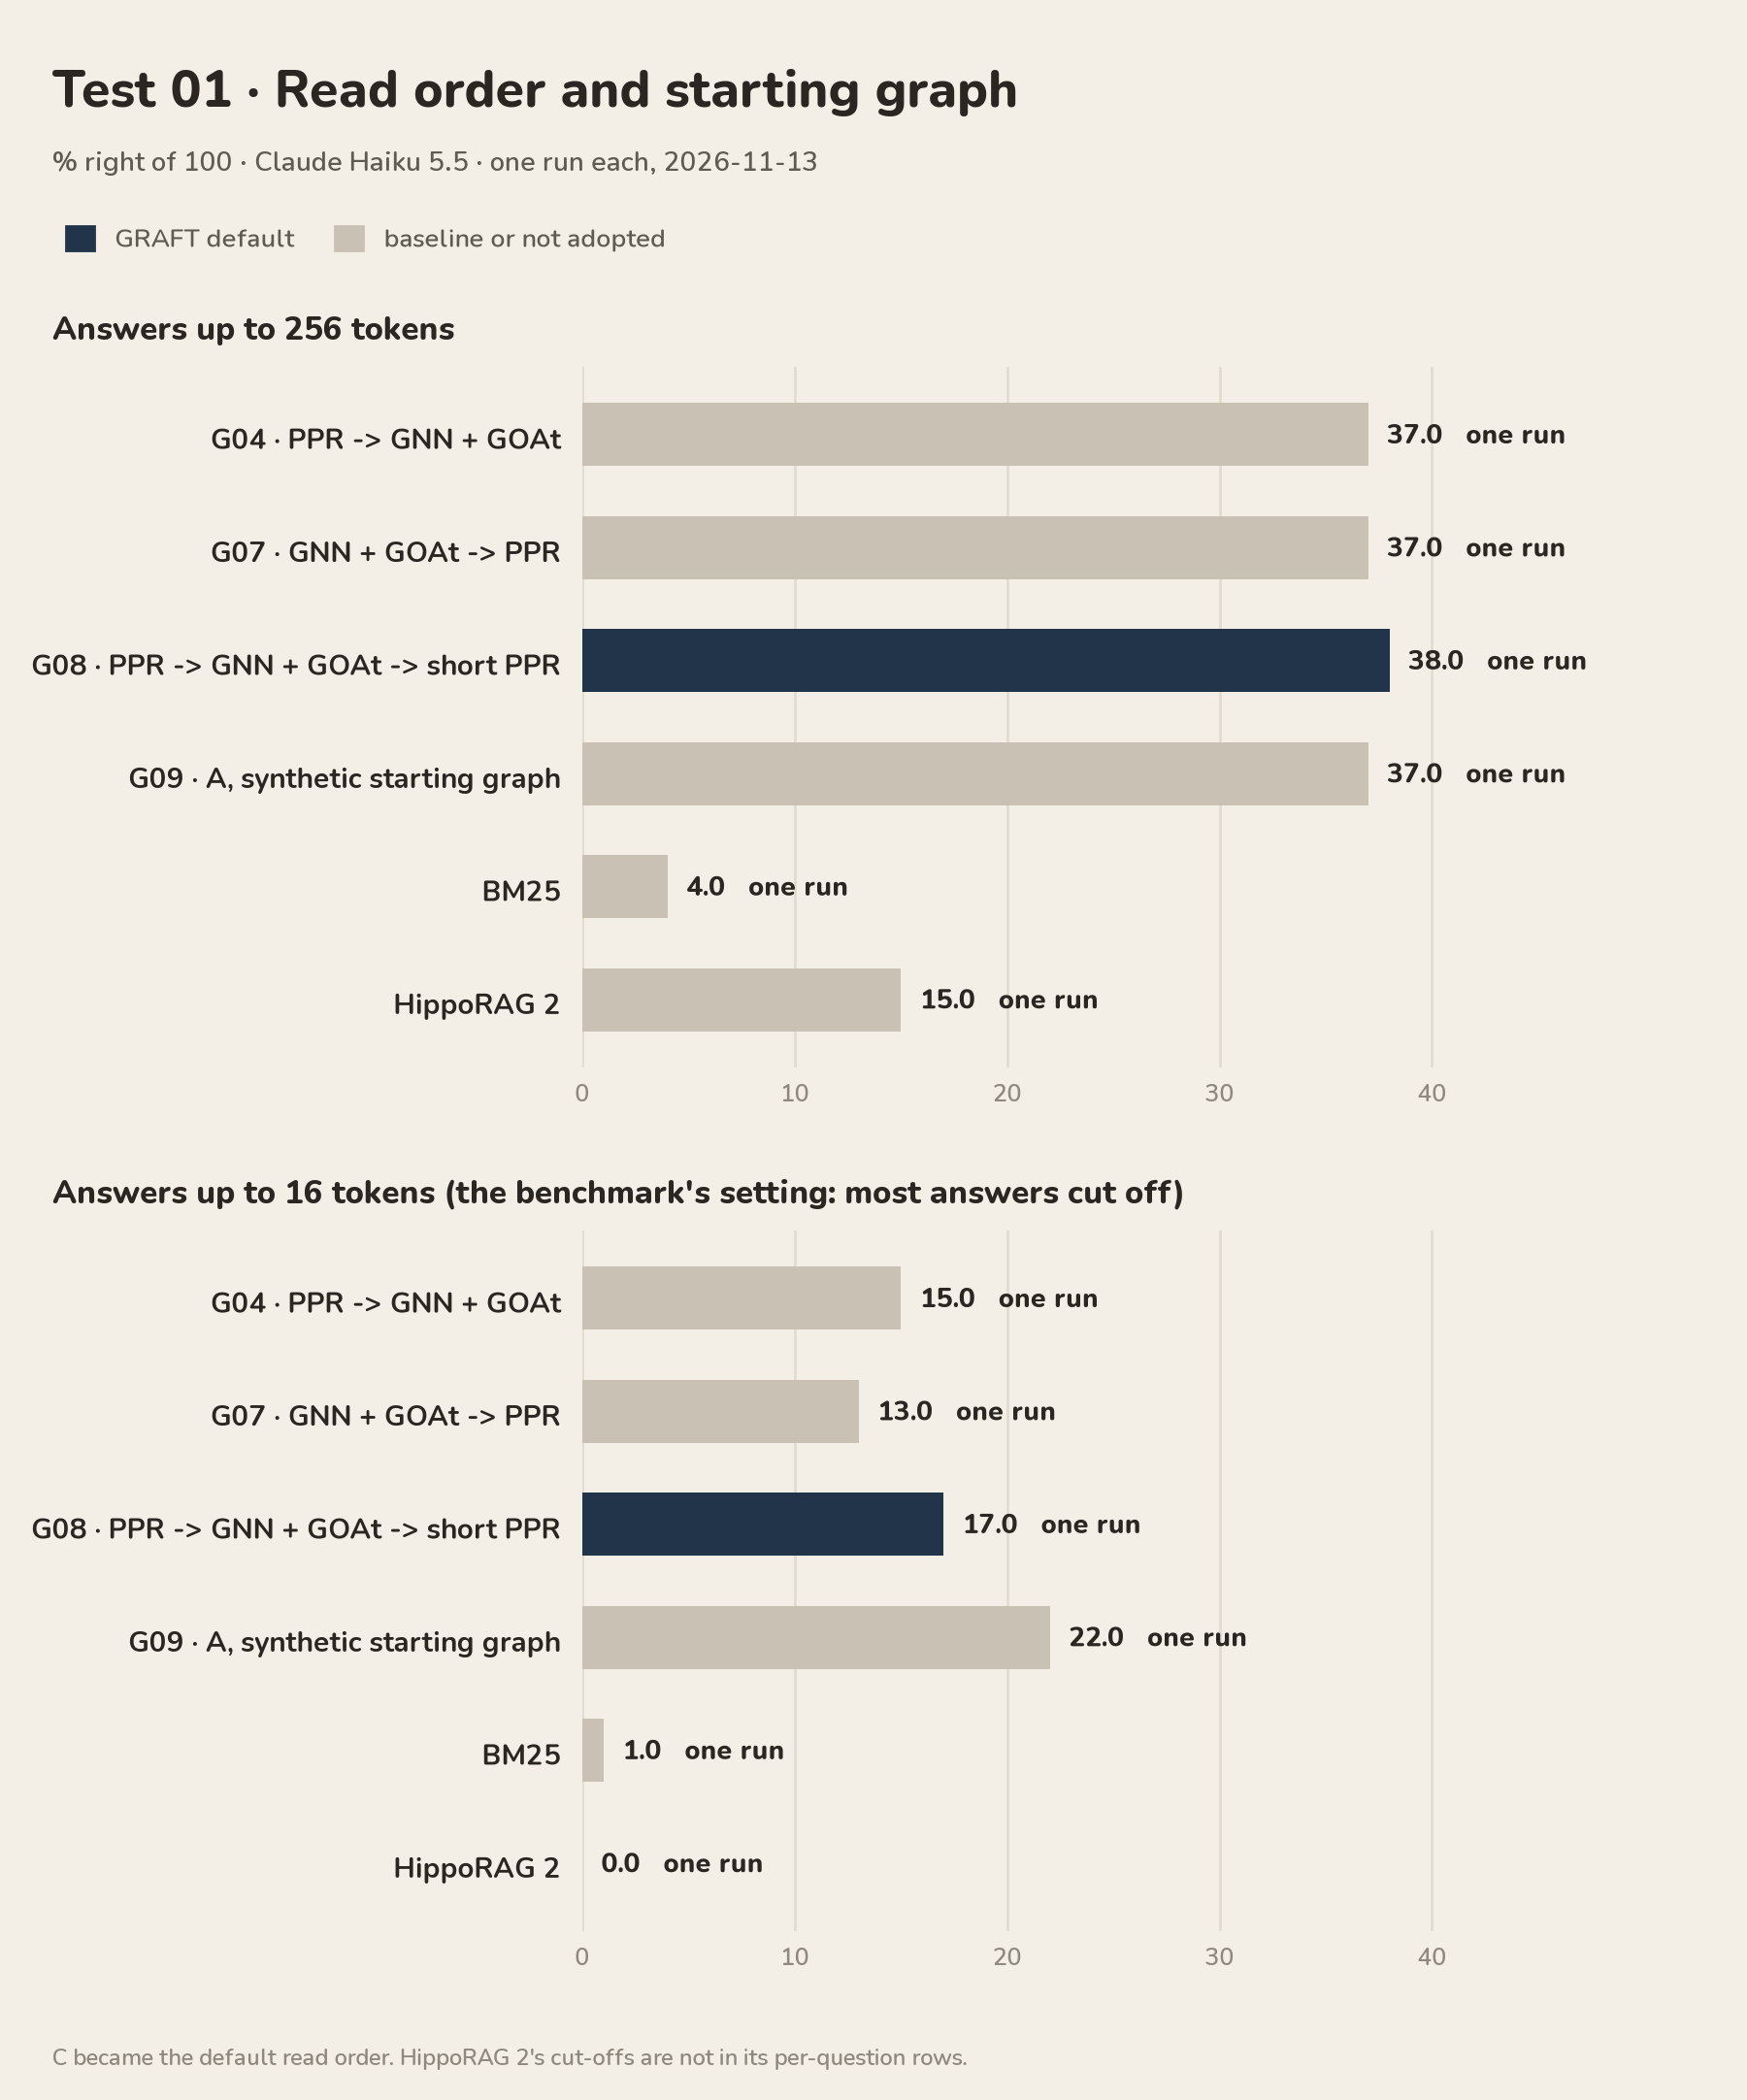 Test 01 · Read order and starting graph
% right of 100 · Claude Haiku 5.5 · one run each, 2026-11-13
GRAFT default baseline or not adopted
Answers up to 256 tokens
G04 · PPR -> GNN + GOAt 37.0 one run
G07 · GNN + GOAt -> PPR 37.0 one run
G08 · PPR -> GNN + GOAt -> short PPR 38.0 one run
G09 · A, synthetic starting graph 37.0 one run
BM25 4.0 one run
HippoRAG 2 15.0 one run
0 10 20 30 40
Answers up to 16 tokens (the benchmark's setting: most answers cut off)
G04 · PPR -> GNN + GOAt 15.0 one run
G07 · GNN + GOAt -> PPR 13.0 one run
G08 · PPR -> GNN + GOAt -> short PPR 17.0 one run
G09 · A, synthetic starting graph 22.0 one run
BM25 1.0 one run
HippoRAG 2 0.0 one run
0 10 20 30 40
C became the default read order. HippoRAG 2's cut-offs are not in its per-question rows.